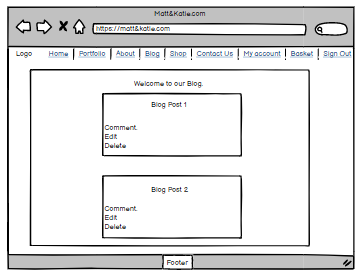 Matt&Katie.com
https://matt&katie.com
Logo Home Portfolio About Blog Shop Contact Us My account Basket Sign Out
Welcome to our Blog.
Blog Post 1
Comment.
Edit
Delete
Blog Post 2
Comment.
Edit
Delete
Footer